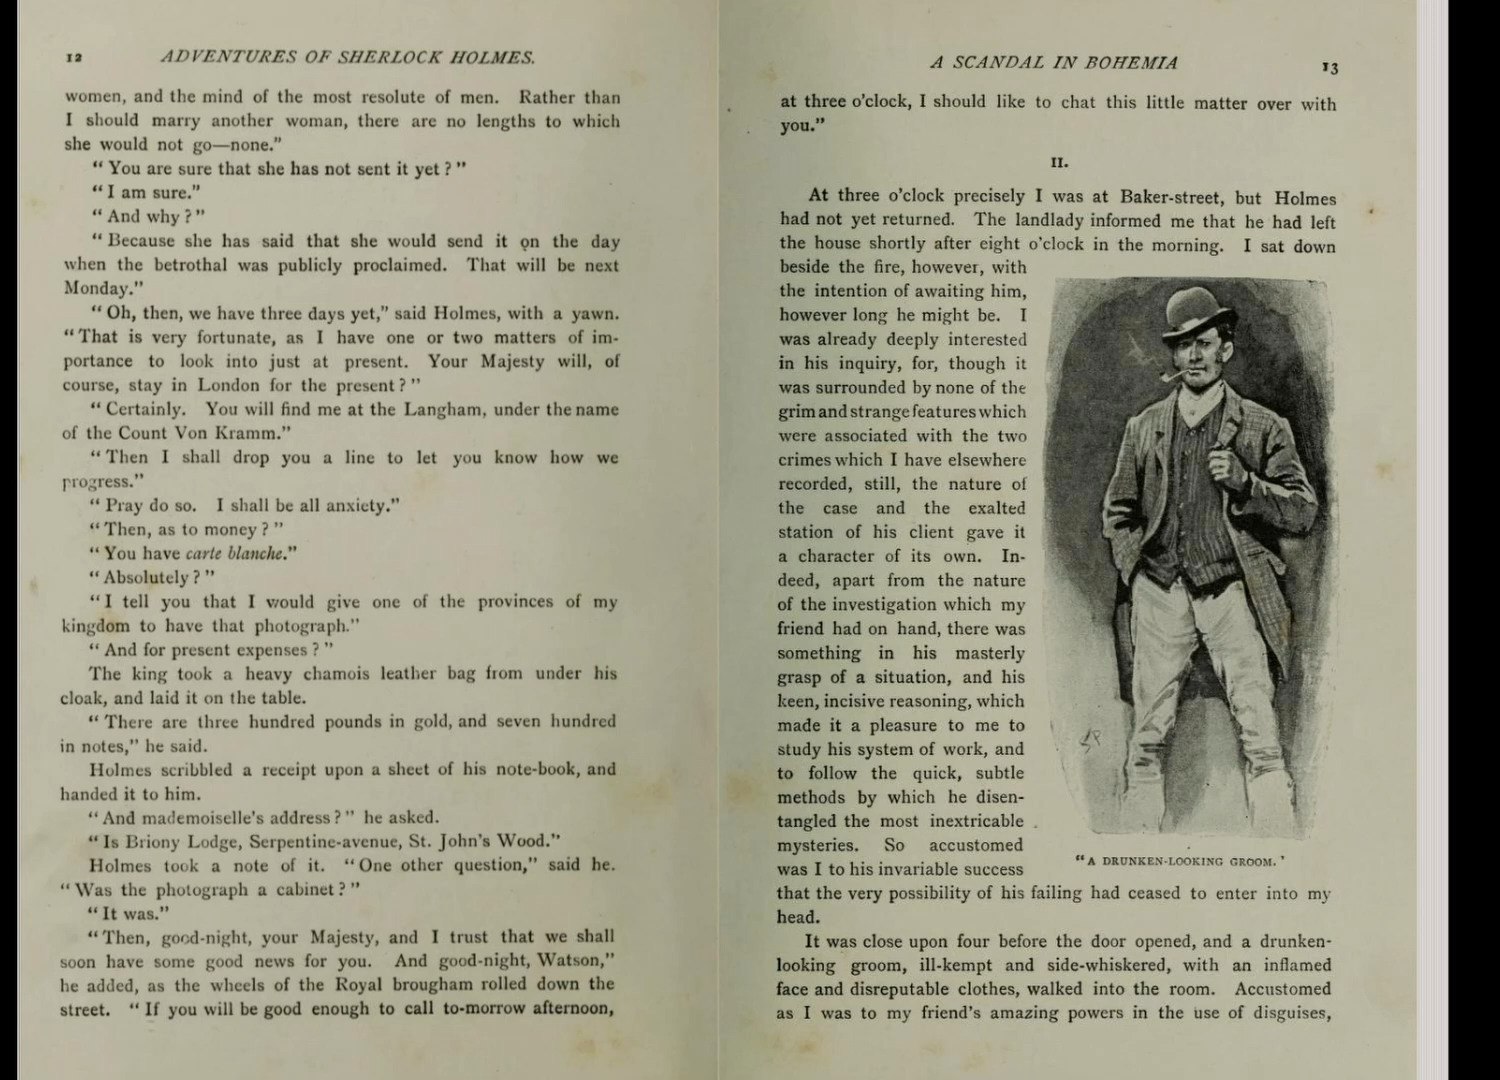 12 ADVENTURES OF SHERLOCK HOLMES.
women, and the mind of the most resolute of men. Rather than
I should marry another woman, there are no lengths to which
she would not go—none."
"You are sure that she has not sent it yet?"
"I am sure."
"And why?"
"Because she has said that she would send it on the day
when the betrothal was publicly proclaimed. That will be next
Monday."
"Oh, then, we have three days yet," said Holmes, with a yawn.
"That is very fortunate, as I have one or two matters of im-
portance to look into just at present. Your Majesty will, of
course, stay in London for the present?"
"Certainly. You will find me at the Langham, under the name
of the Count Von Kramm."
"Then I shall drop you a line to let you know how we
progress."
"Pray do so. I shall be all anxiety."
"Then, as to money?"
"You have carte blanche."
"Absolutely?"
"I tell you that I would give one of the provinces of my
kingdom to have that photograph."
"And for present expenses?"
The king took a heavy chamois leather bag from under his
cloak, and laid it on the table.
"There are three hundred pounds in gold, and seven hundred
in notes," he said.
Holmes scribbled a receipt upon a sheet of his note-book, and
handed it to him.
"And mademoiselle's address?" he asked.
"Is Briony Lodge, Serpentine-avenue, St. John's Wood."
Holmes took a note of it. "One other question," said he.
"Was the photograph a cabinet?"
"It was."
"Then, good-night, your Majesty, and I trust that we shall
soon have some good news for you. And good-night, Watson,"
he added, as the wheels of the Royal brougham rolled down the
street. "If you will be good enough to call to-morrow afternoon,
A SCANDAL IN BOHEMIA 13
at three o'clock, I should like to chat this little matter over with
you."
II.
At three o'clock precisely I was at Baker-street, but Holmes
had not yet returned. The landlady informed me that he had left
the house shortly after eight o'clock in the morning. I sat down
beside the fire, however, with
the intention of awaiting him,
however long he might be. I
was already deeply interested
in his inquiry, for, though it
was surrounded by none of the
grim and strange features which
were associated with the two
crimes which I have elsewhere
recorded, still, the nature of
the case and the exalted
station of his client gave it
a character of its own. In-
deed, apart from the nature
of the investigation which my
friend had on hand, there was
something in his masterly
grasp of a situation, and his
keen, incisive reasoning, which
made it a pleasure to me to
study his system of work, and
to follow the quick, subtle
methods by which he disen-
tangled the most inextricable
mysteries. So accustomed
was I to his invariable success
SP
"A DRUNKEN-LOOKING GROOM.'
that the very possibility of his failing had ceased to enter into my
head.
It was close upon four before the door opened, and a drunken-
looking groom, ill-kempt and side-whiskered, with an inflamed
face and disreputable clothes, walked into the room. Accustomed
as I was to my friend's amazing powers in the use of disguises,